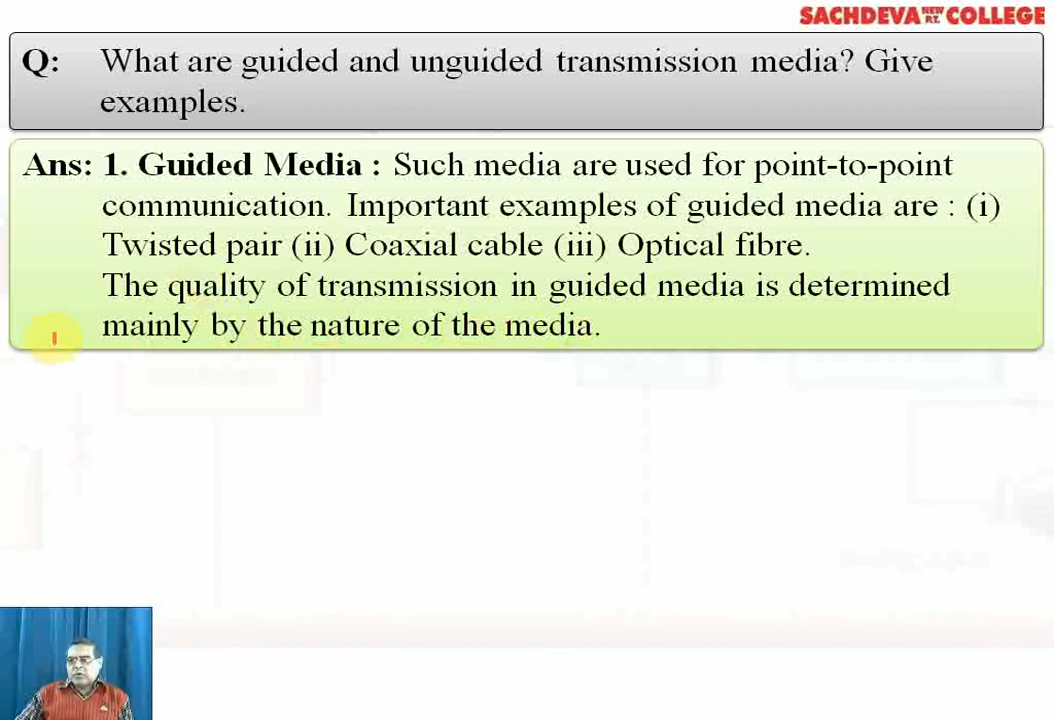 SACHDEVA NEW P.T. COLLEGE
Q: What are guided and unguided transmission media? Give
examples.
Ans: 1. Guided Media : Such media are used for point-to-point
communication. Important examples of guided media are : (i)
Twisted pair (ii) Coaxial cable (iii) Optical fibre.
The quality of transmission in guided media is determined
mainly by the nature of the media.